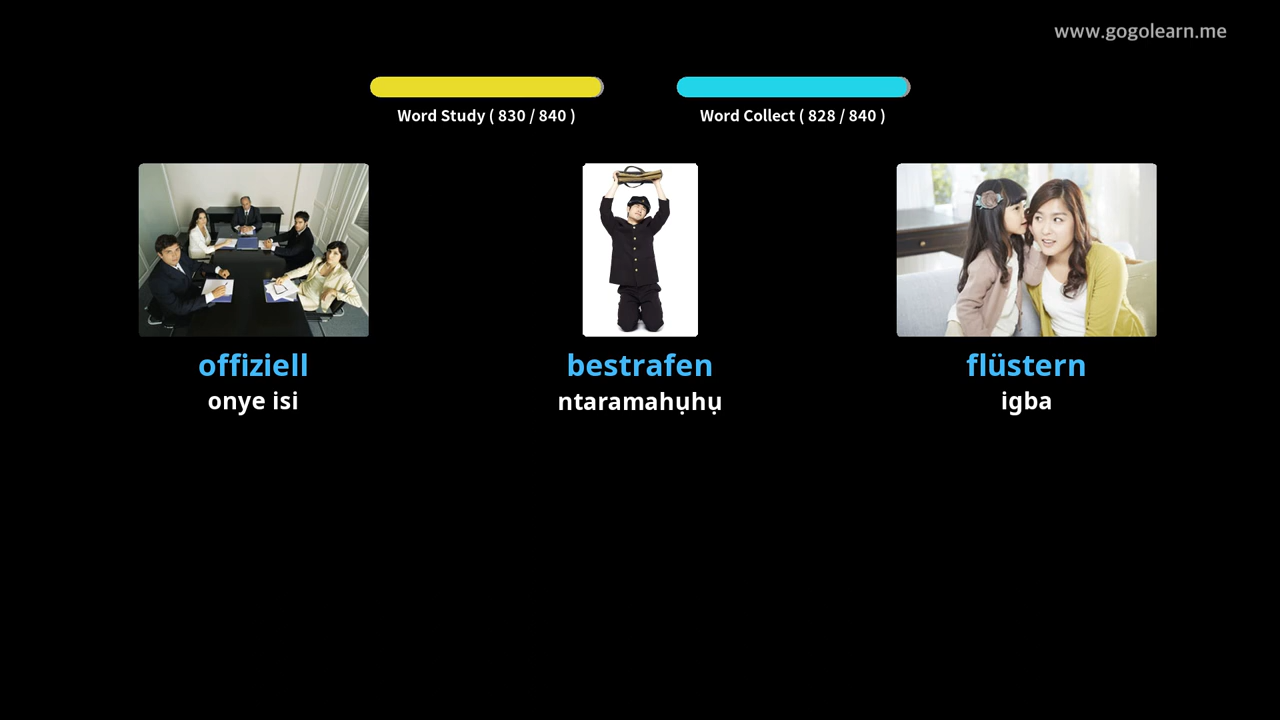 www.gogolearn.me
Word Study ( 830 / 840 )
Word Collect ( 828 / 840 )
offiziell
onye isi
bestrafen
ntaramahụhụ
flüstern
igba